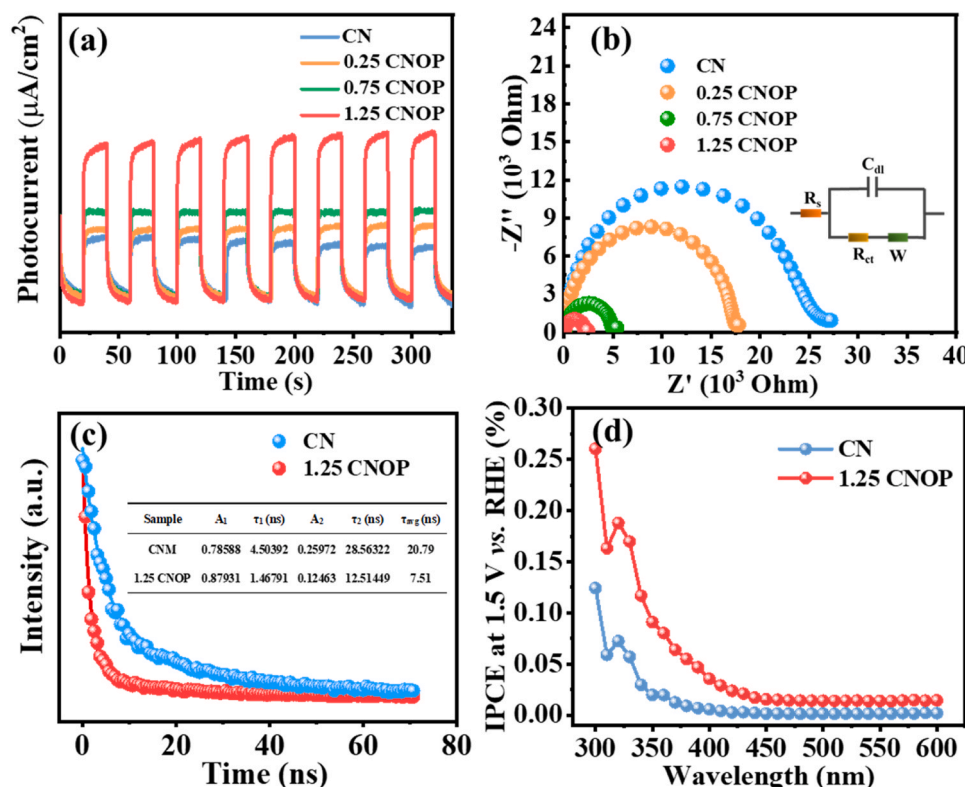 (a)
CN
0.25 CNOP
0.75 CNOP
1.25 CNOP
Photocurrent (μA/cm²)
0 50 100 150 200 250 300
Time (s)
(b)
CN
0.25 CNOP
0.75 CNOP
1.25 CNOP
24
21
18
15
12
9
6
3
0
-Z'' (10³ Ohm)
Cdl
Rs
Rct W
0 5 10 15 20 25 30 40
Z' (10³ Ohm)
(c)
CN
1.25 CNOP
Intensity (a.u.)
Sample A₁ τ₁ (ns) A₂ τ₂ (ns) τavg (ns)
CNM 0.78588 4.50392 0.25972 28.56322 20.79
1.25 CNOP 0.87931 1.46791 0.12463 12.51449 7.51
0 20 40 60 80
Time (ns)
(d)
CN
1.25 CNOP
0.30
0.25
0.20
0.15
0.10
0.05
0.00
IPCE at 1.5 V vs. RHE (%)
300 350 400 450 500 550 600
Wavelength (nm)